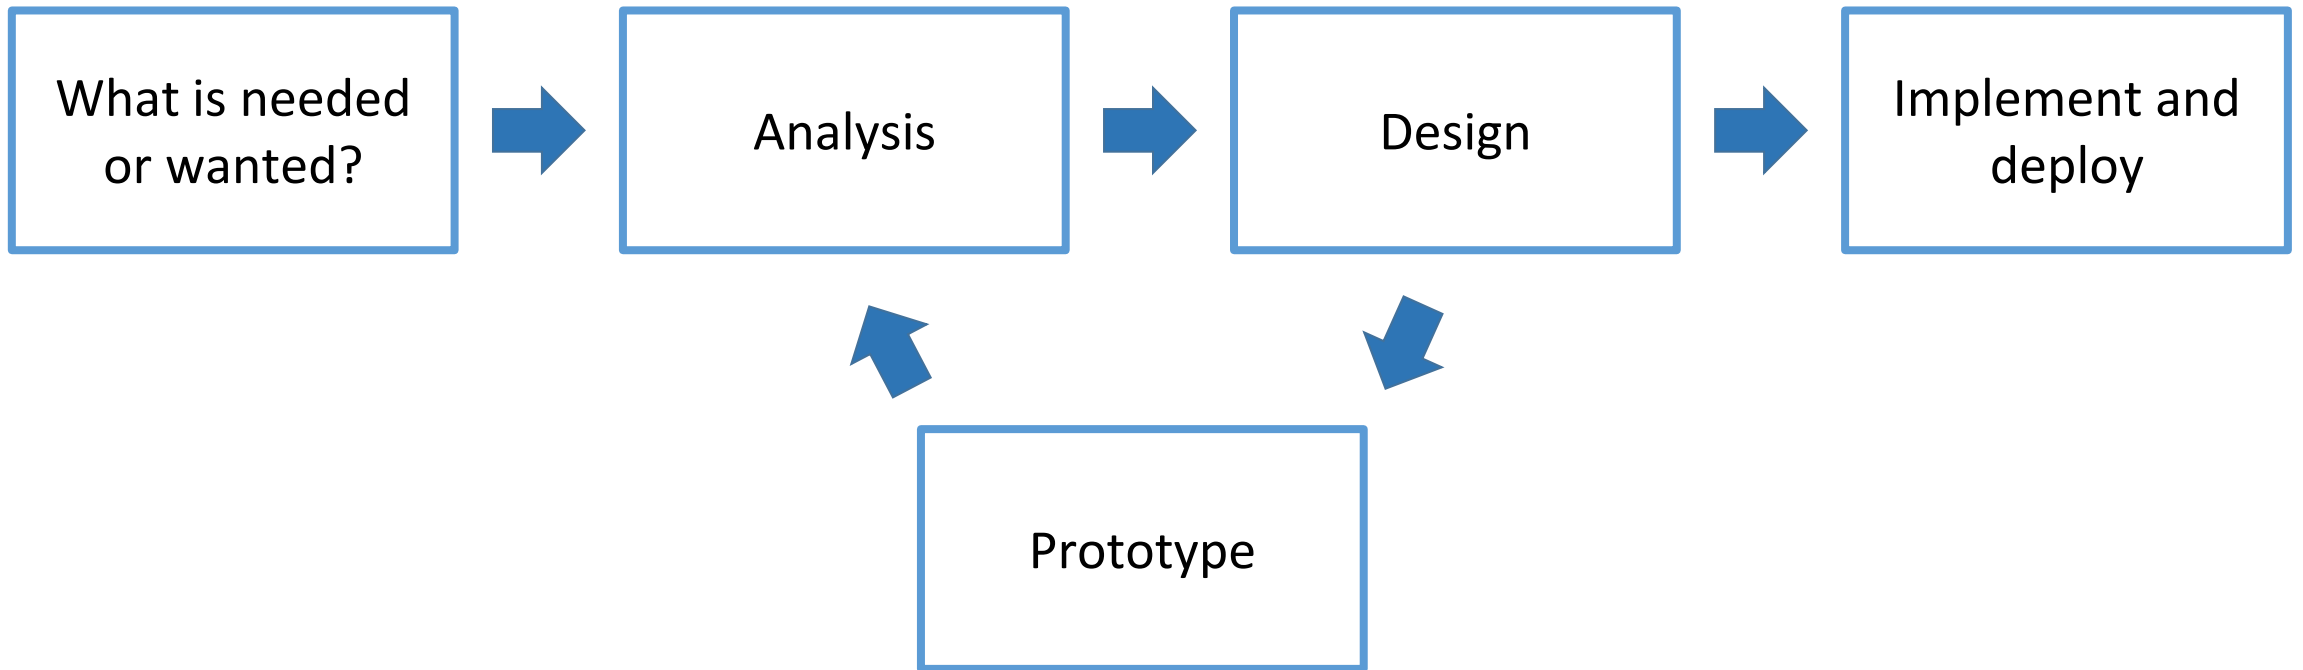 What is needed
or wanted?
Analysis
Design
Implement and
deploy
Prototype